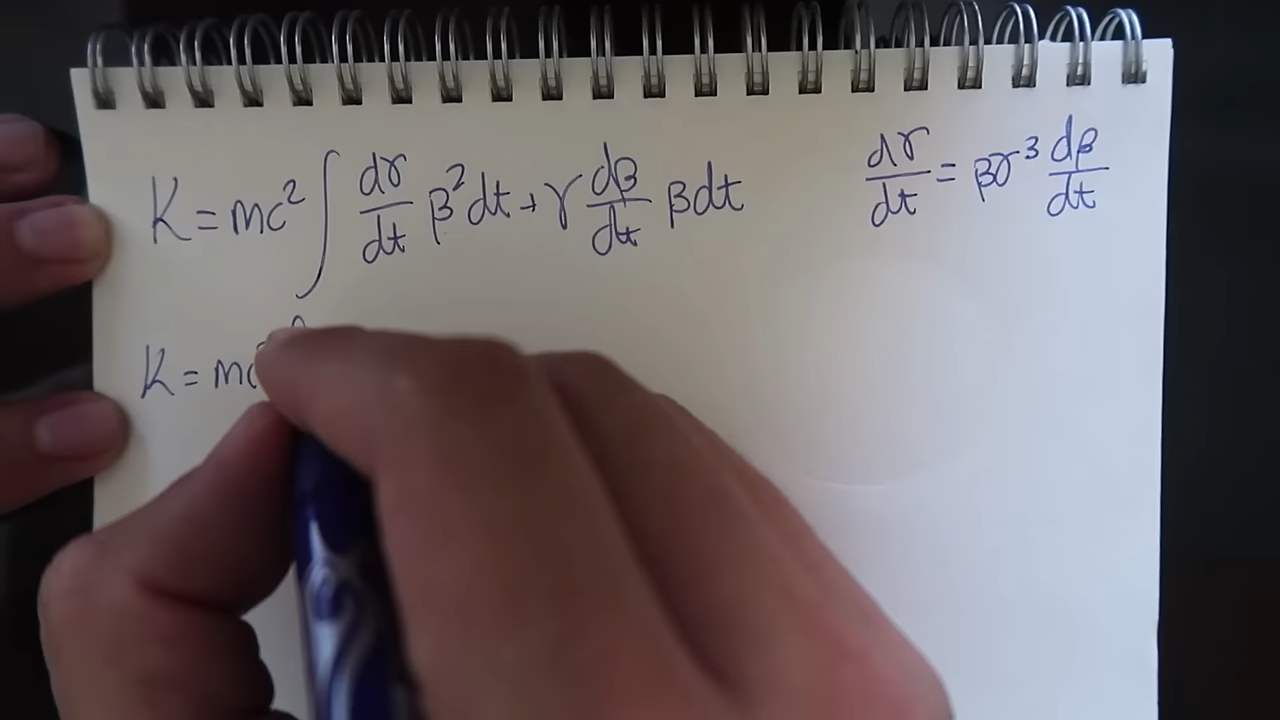 K = mc² ∫ dγ/dt β² dt + γ dβ/dt β dt
dγ/dt = βγ³ dβ/dt
K = mc